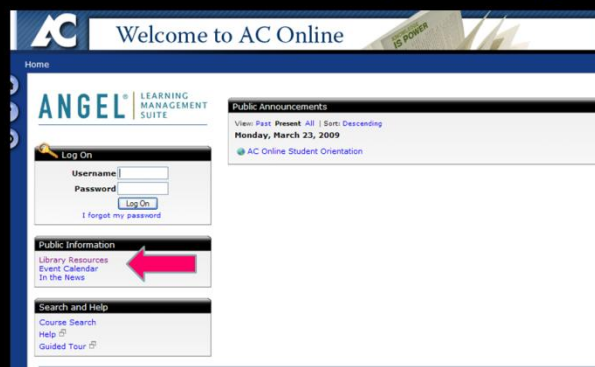 AC
Welcome to AC Online
KNOWLEDGE
IS POWER
Home
ANGEL® LEARNING
MANAGEMENT
SUITE
Log On
Username
Password
Log On
I forgot my password
Public Information
Library Resources
Event Calendar
In the News
Search and Help
Course Search
Help
Guided Tour
Public Announcements
View: Past Present All | Sort: Descending
Monday, March 23, 2009
AC Online Student Orientation